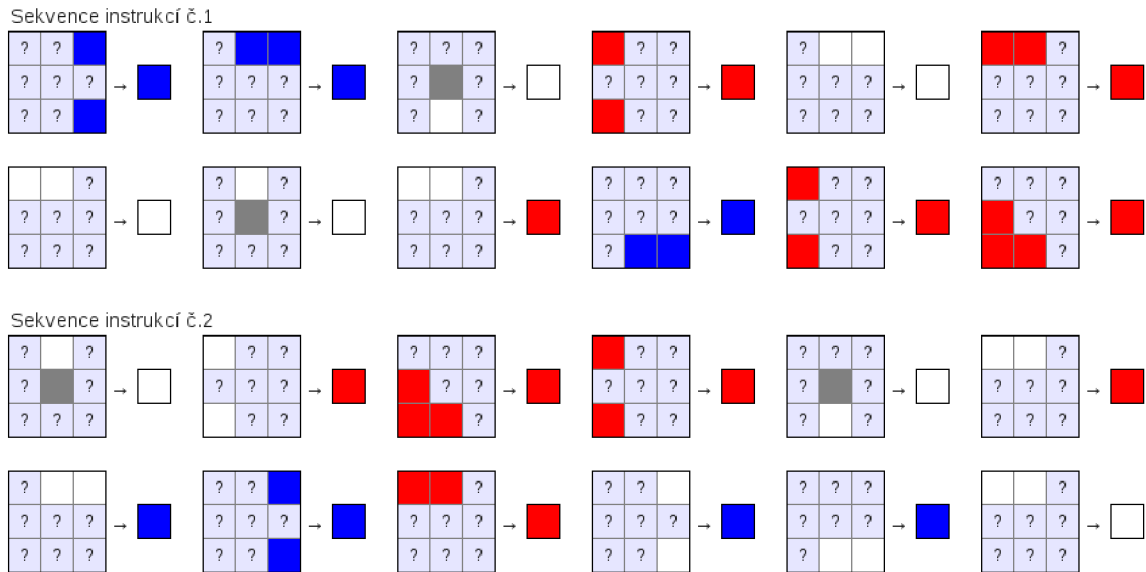 Sekvence instrukcí č.1
? ? ? ? ? ? ? ? ? ?
? ? ? → ? ? ? → ? ? → ? ? ? → ? ? ? → ? ? ? →
? ? ? ? ? ? ? ? ? ? ? ? ? ? ?
? ? ? ? ? ? ? ? ? ? ? ?
? ? ? → ? ? → ? ? ? → ? ? ? → ? ? ? → ? ? →
? ? ? ? ? ? ? ? ? ? ? ? ?
Sekvence instrukcí č.2
? ? ? ? ? ? ? ? ? ? ? ? ?
? ? → ? ? ? → ? ? → ? ? ? → ? ? → ? ? ? →
? ? ? ? ? ? ? ? ? ? ? ? ?
? ? ? ? ? ? ? ? ? ?
? ? ? → ? ? ? → ? ? ? → ? ? ? → ? ? ? → ? ? ? →
? ? ? ? ? ? ? ? ? ? ? ? ? ?